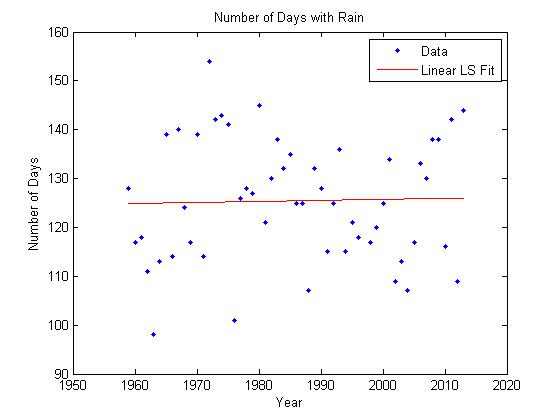 Number of Days with Rain
160
150
140
130
120
110
100
90
Number of Days
Data
Linear LS Fit
1950 1960 1970 1980 1990 2000 2010 2020
Year